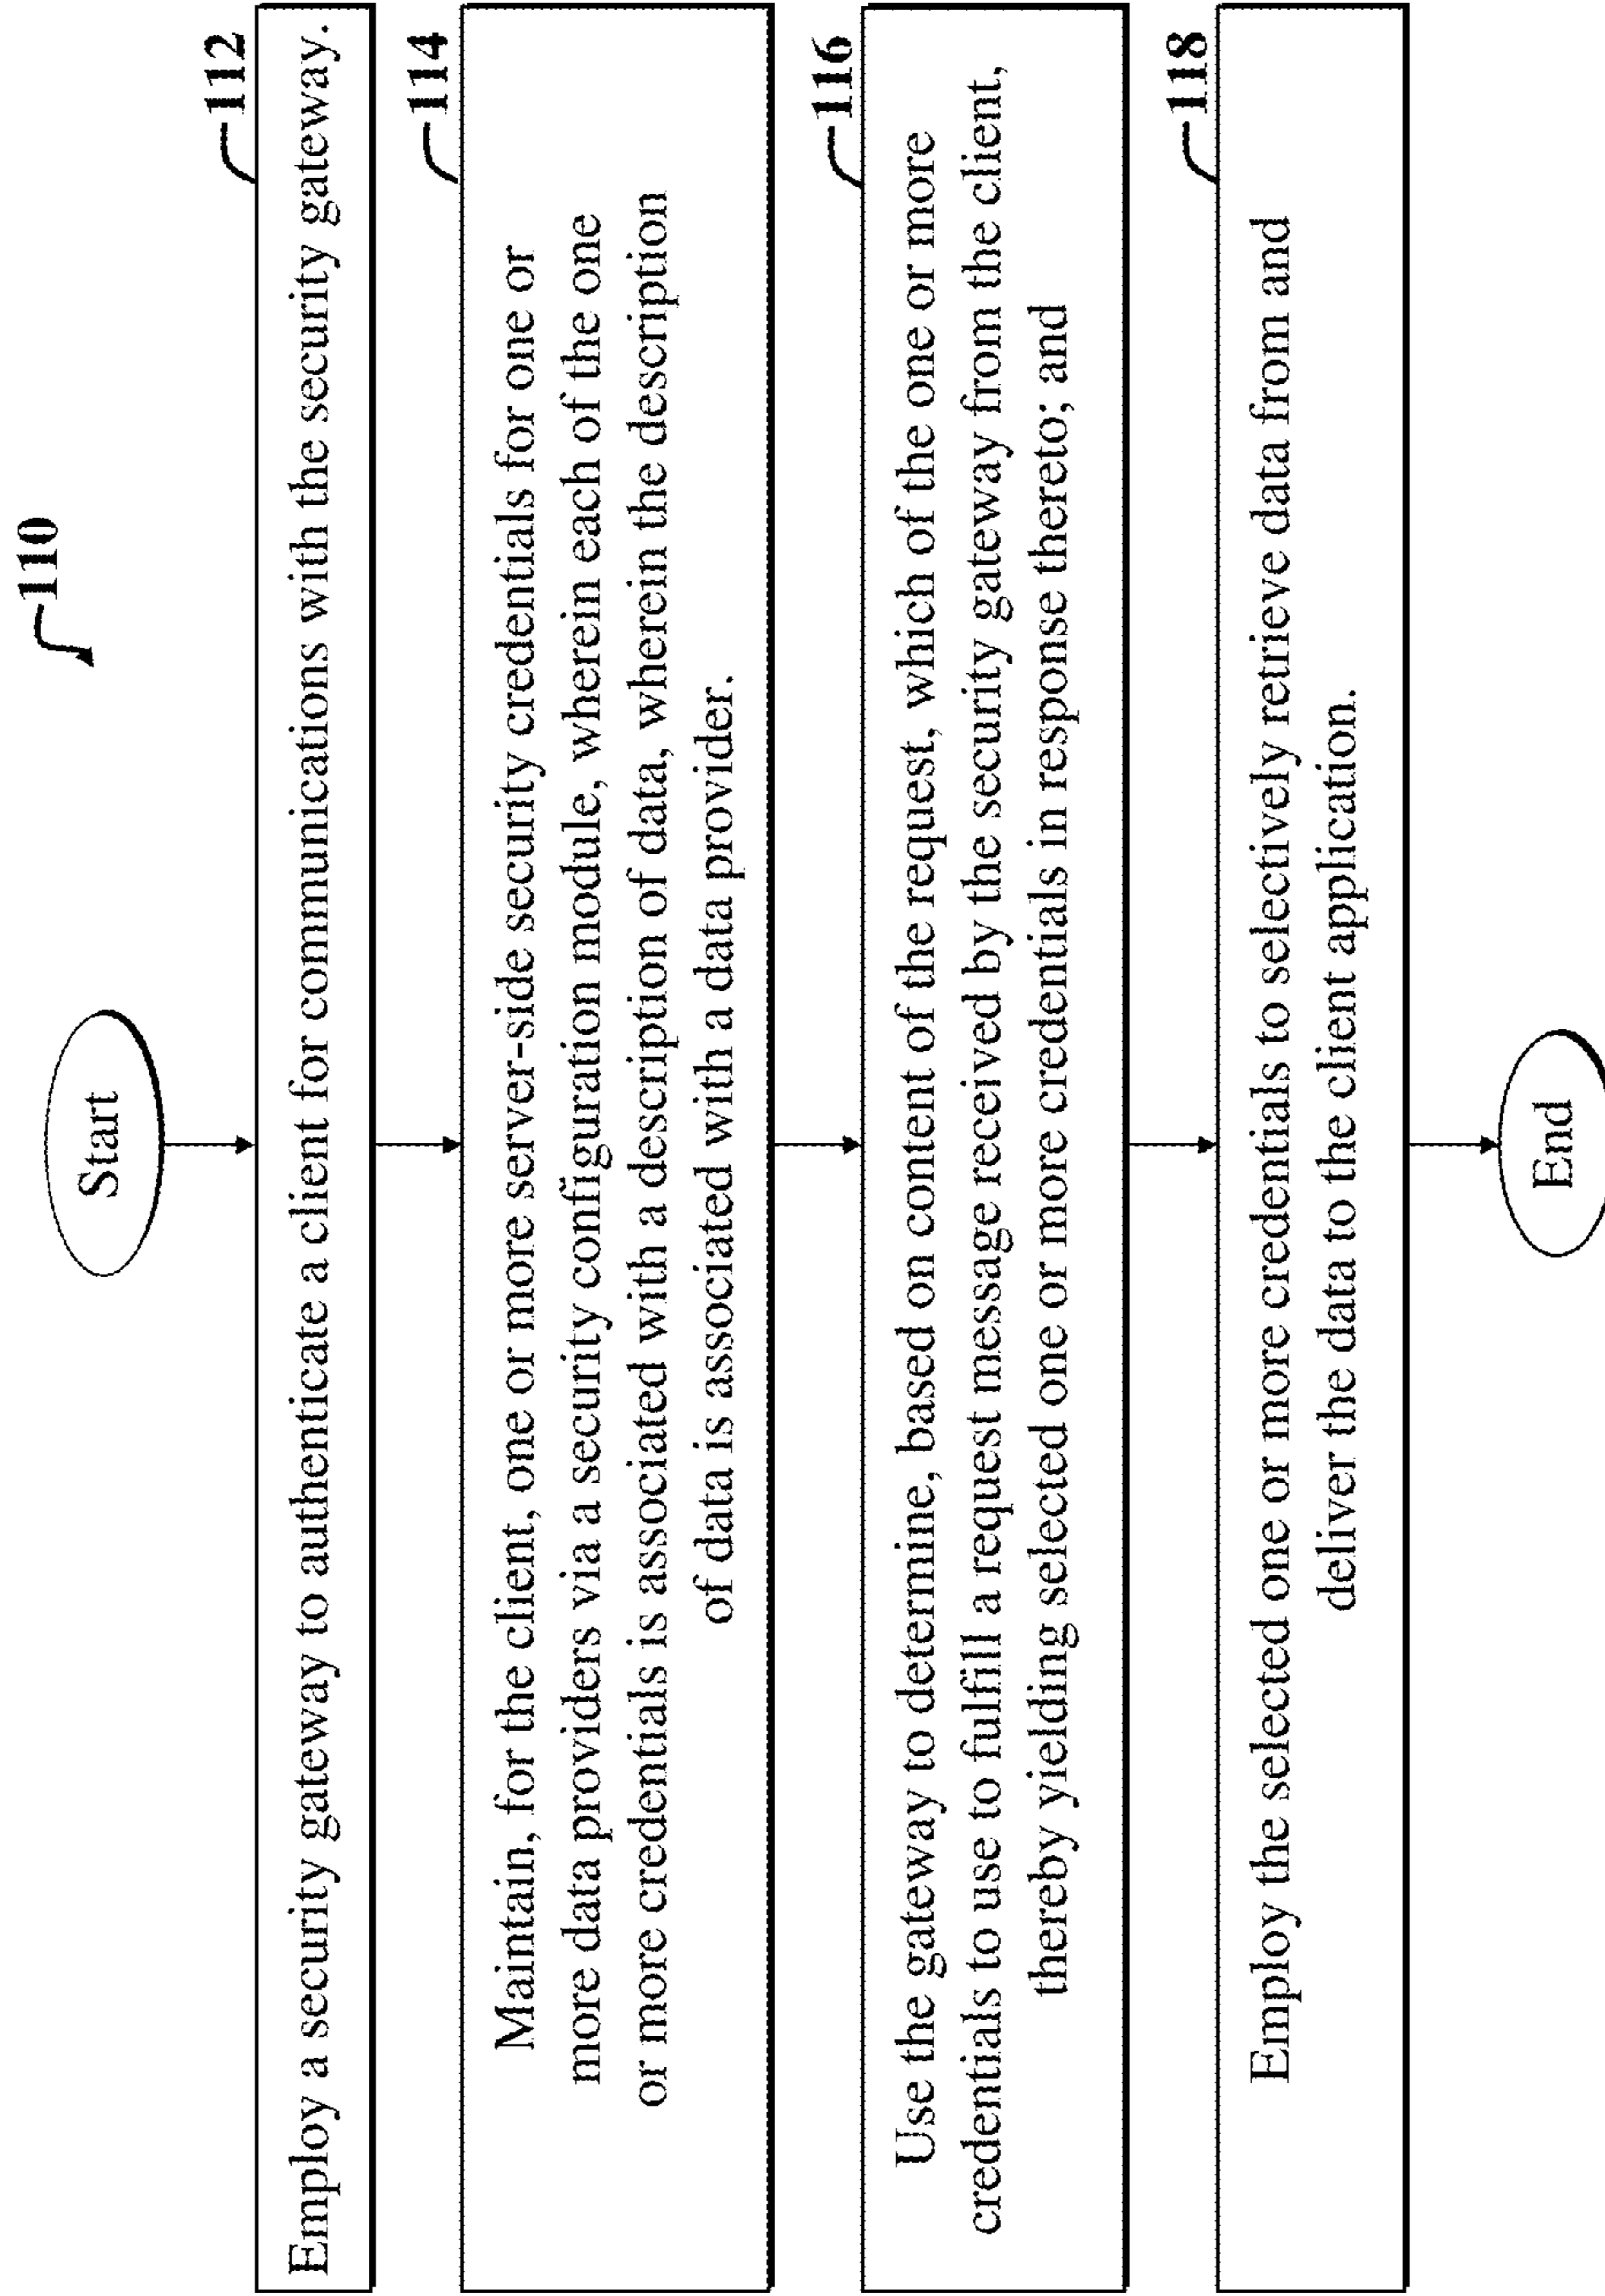 110
Start
112
Employ a security gateway to authenticate a client for communications with the security gateway.
114
Maintain, for the client, one or more server-side security credentials for one or
more data providers via a security configuration module, wherein each of the one
or more credentials is associated with a description of data, wherein the description
of data is associated with a data provider.
116
Use the gateway to determine, based on content of the request, which of the one or more
credentials to use to fulfill a request message received by the security gateway from the client,
thereby yielding selected one or more credentials in response thereto; and
118
Employ the selected one or more credentials to selectively retrieve data from and
deliver the data to the client application.
End